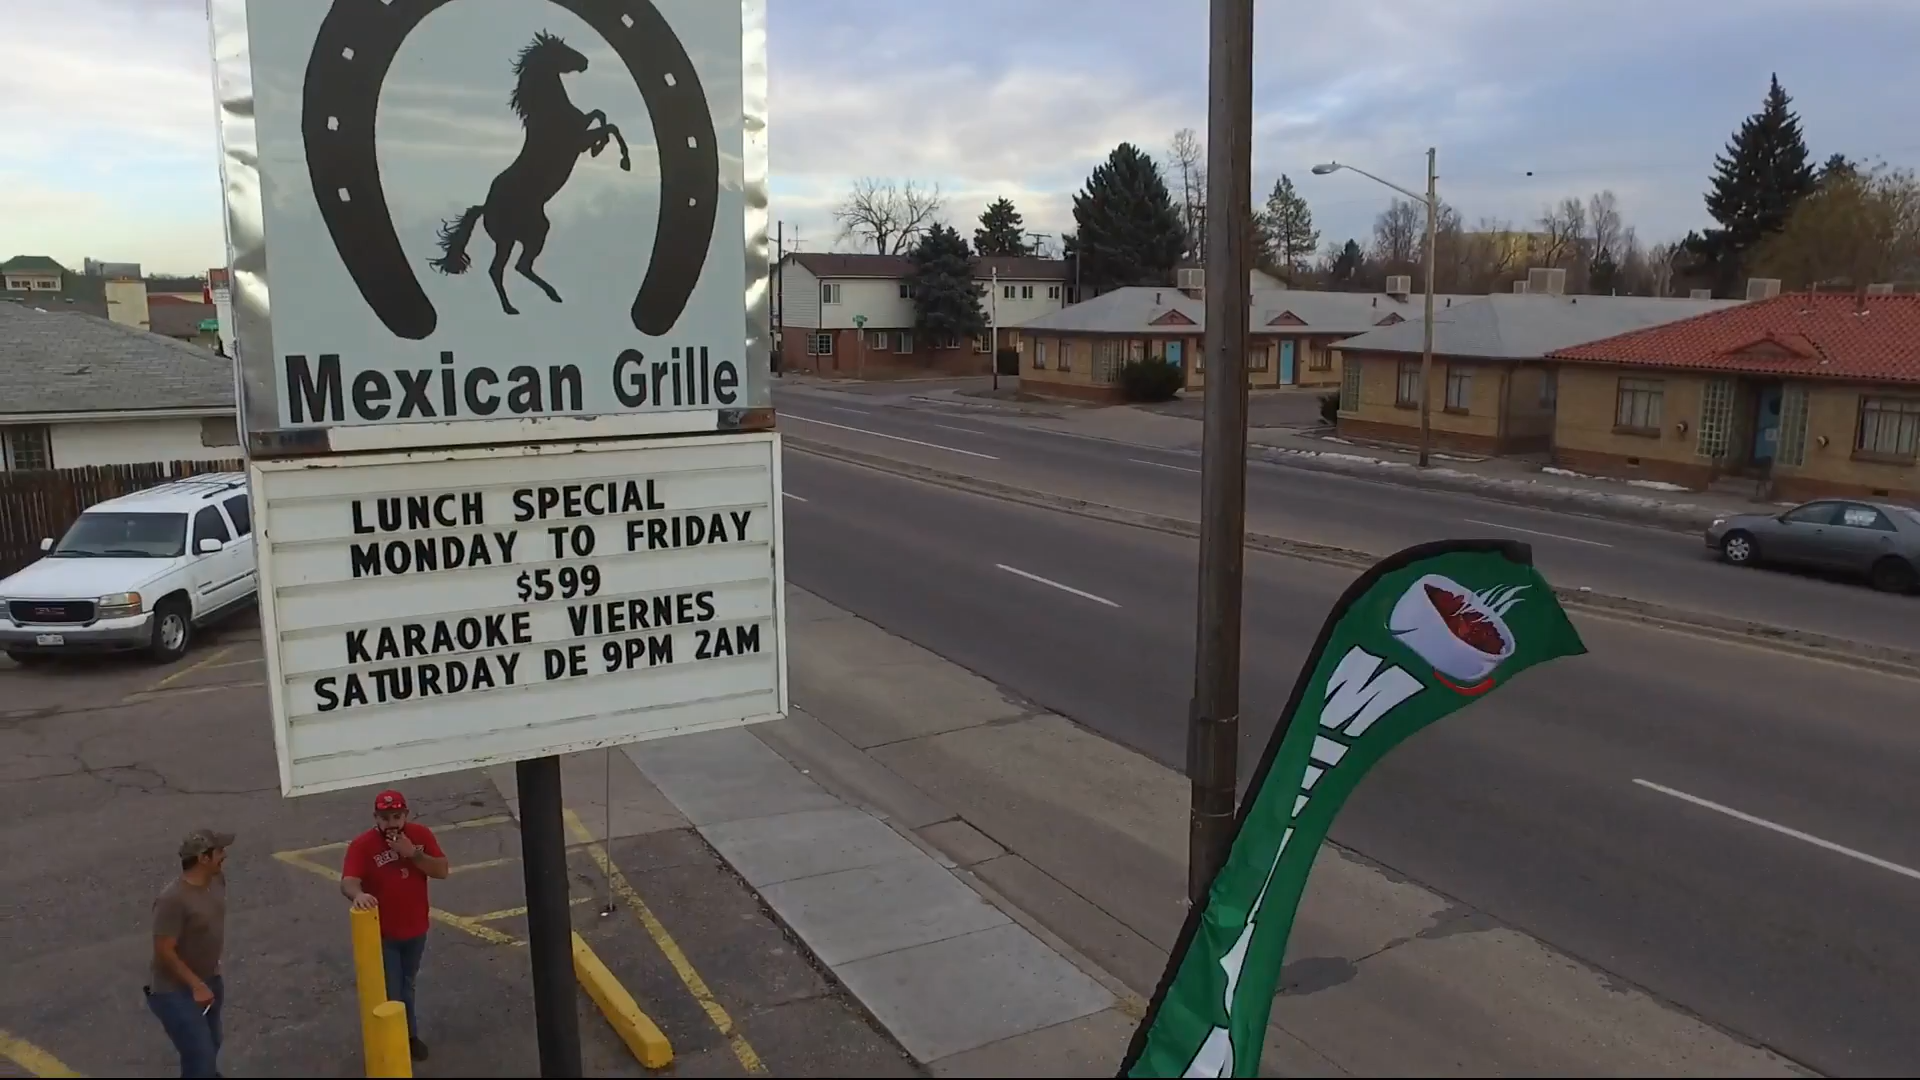 Mexican Grille
LUNCH SPECIAL
MONDAY TO FRIDAY
$599
KARAOKE VIERNES
SATURDAY DE 9PM 2AM